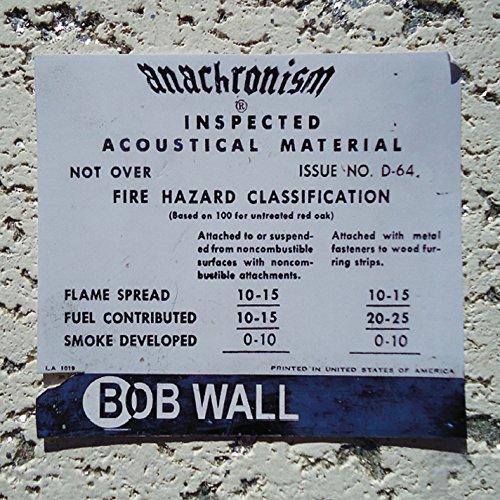 anachronism
®
INSPECTED
ACOUSTICAL MATERIAL
NOT OVER ISSUE NO. D-64.
FIRE HAZARD CLASSIFICATION
(Based on 100 for untreated red oak)
Attached to or suspend- Attached with metal
ed from noncombustible fasteners to wood fur-
surfaces with noncom- ring strips.
bustible attachments.
FLAME SPREAD 10-15 10-15
FUEL CONTRIBUTED 10-15 20-25
SMOKE DEVELOPED 0-10 0-10
L.A 1019 PRINTED IN UNITED STATES OF AMERICA
BOB WALL